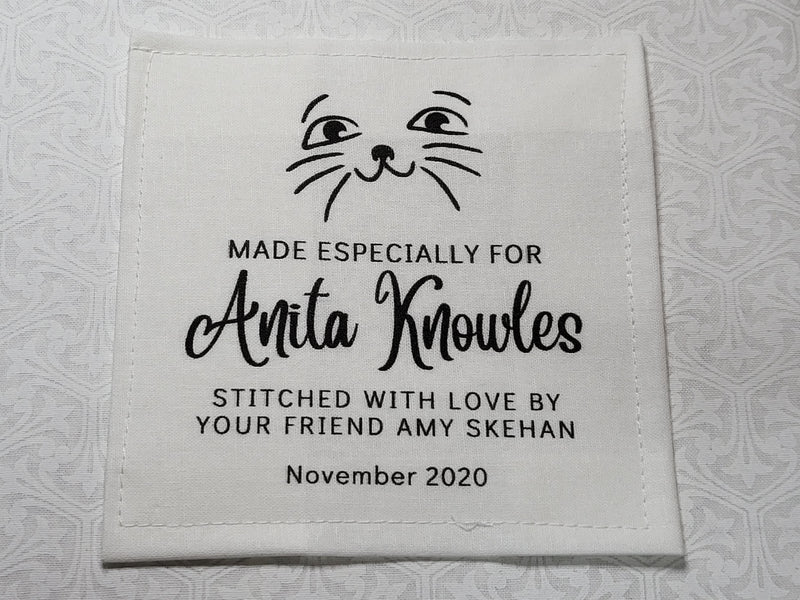 MADE ESPECIALLY FOR
Anita Knowles
STITCHED WITH LOVE BY
YOUR FRIEND AMY SKEHAN
November 2020